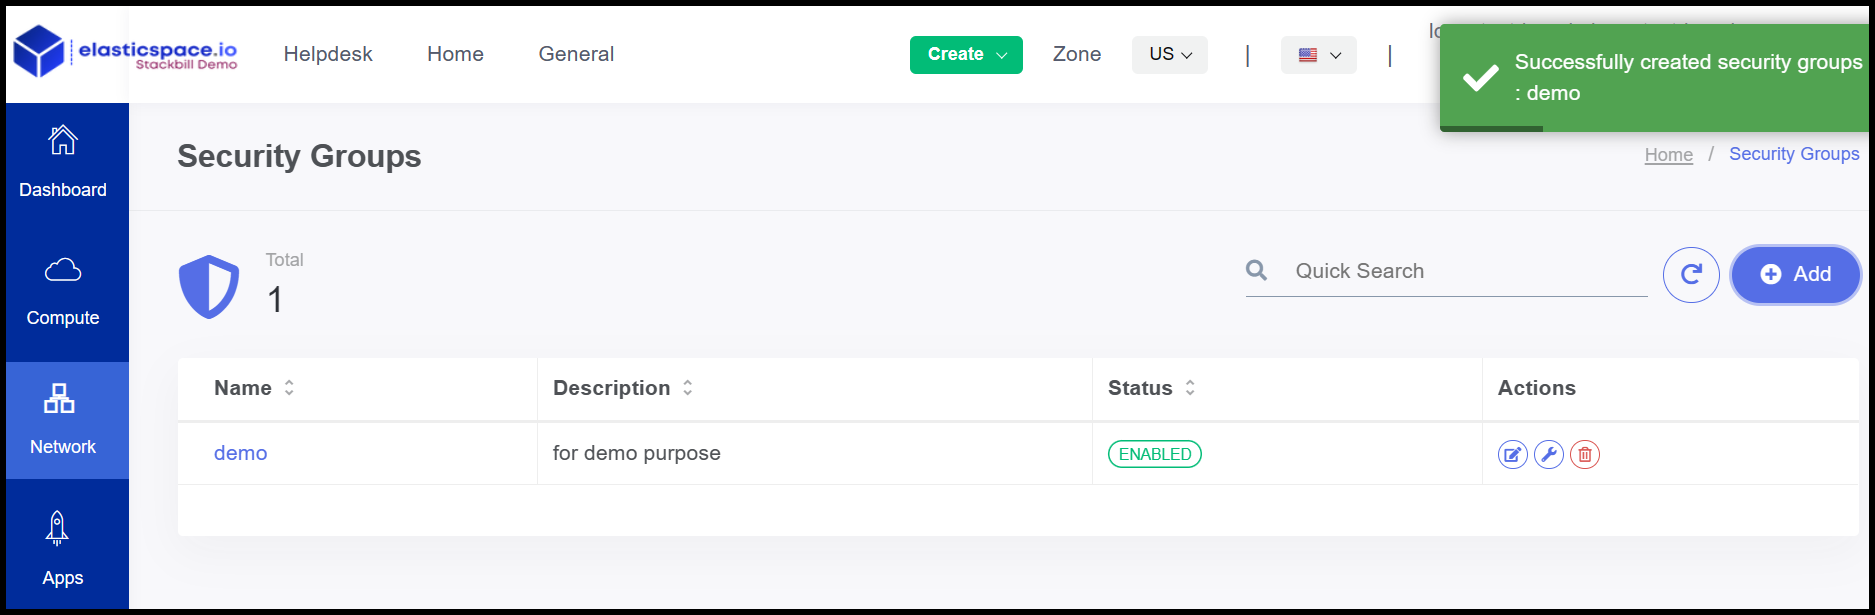 elasticspace.io
Stackbill Demo
Helpdesk
Home
General
Create
Zone
US
|
|
Successfully created security groups
: demo
Dashboard
Compute
Network
Apps
Security Groups
Home / Security Groups
Total
1
Quick Search
Add
Name Description Status Actions
demo for demo purpose ENABLED